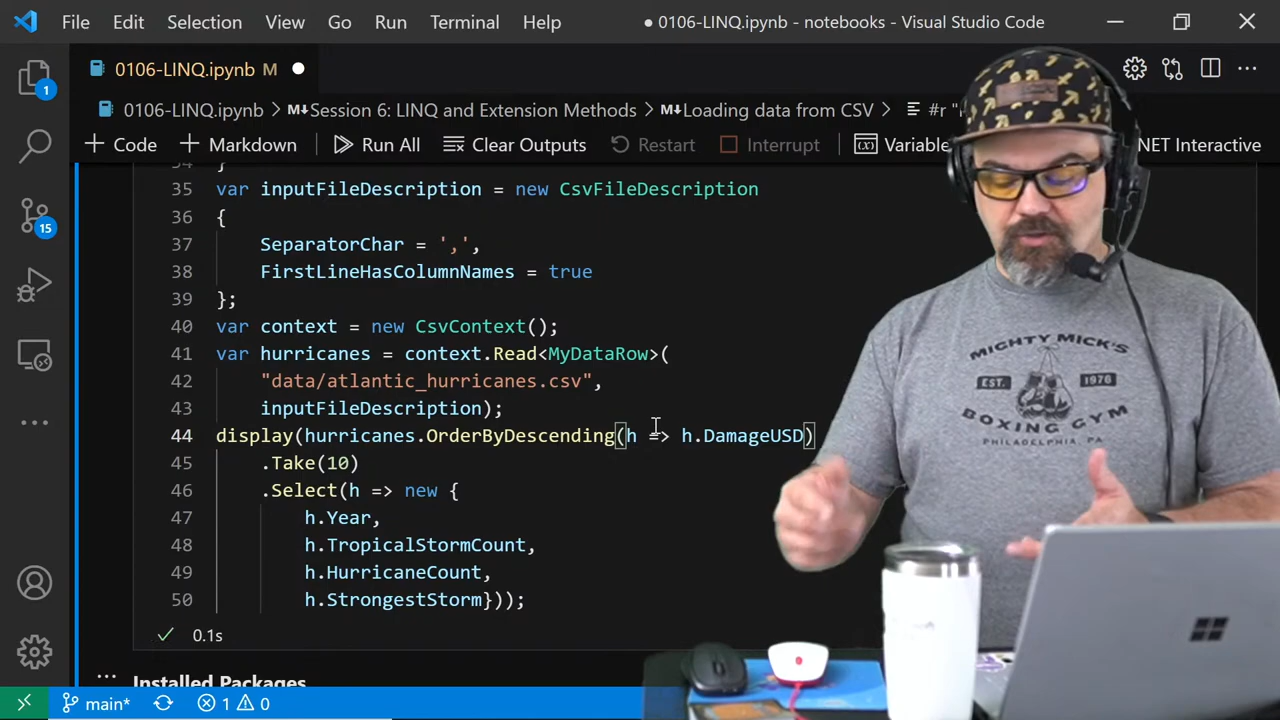 File Edit Selection View Go Run Terminal Help ● 0106-LINQ.ipynb - notebooks - Visual Studio Code
0106-LINQ.ipynb M
0106-LINQ.ipynb > Session 6: LINQ and Extension Methods > Loading data from CSV > #r "
Code + Markdown Run All Clear Outputs Restart Interrupt Variable NET Interactive
1
15
34 }
35 var inputFileDescription = new CsvFileDescription
36 {
37 SeparatorChar = ',',
38 FirstLineHasColumnNames = true
39 };
40 var context = new CsvContext();
41 var hurricanes = context.Read<MyDataRow>(
42 "data/atlantic_hurricanes.csv",
43 inputFileDescription);
44 display(hurricanes.OrderByDescending(h => h.DamageUSD)
45 .Take(10)
46 .Select(h => new {
47 h.Year,
48 h.TropicalStormCount,
49 h.HurricaneCount,
50 h.StrongestStorm}));
0.1s
Installed Packages
main* 1 0
MIGHTY MICK'S
EST. 1976
BOXING GYM
PHILADELPHIA, PA.